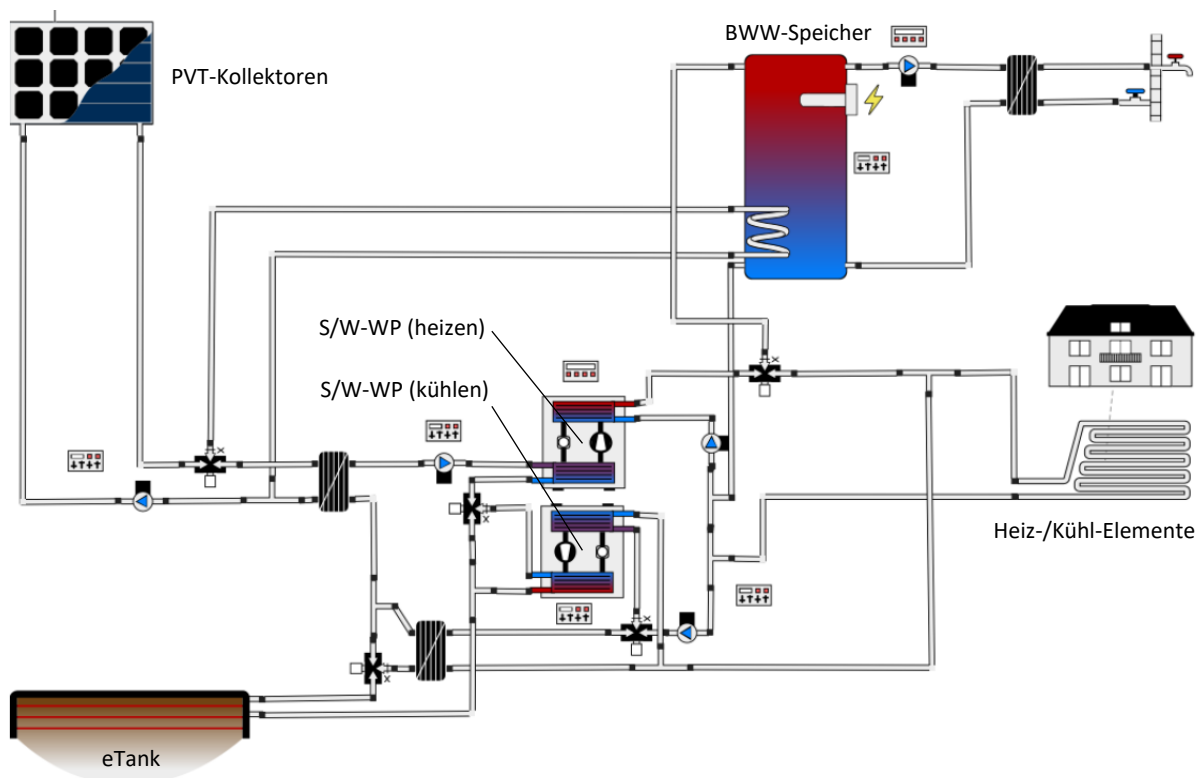 BWW-Speicher
PVT-Kollektoren
S/W-WP (heizen)
S/W-WP (kühlen)
Heiz-/Kühl-Elemente
eTank